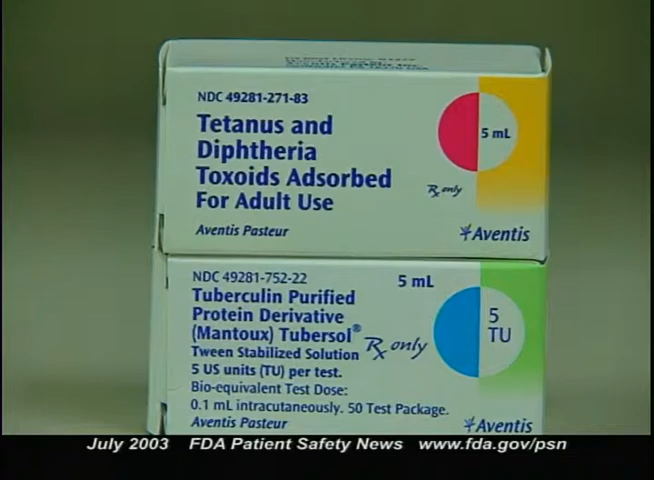 NDC 49281-271-83
Tetanus and
Diphtheria
Toxoids Adsorbed
For Adult Use
Aventis Pasteur
5 mL
Rx only
Aventis
NDC 49281-752-22
5 mL
Tuberculin Purified
Protein Derivative
(Mantoux) Tubersol®
Tween Stabilized Solution
5 US units (TU) per test.
Bio-equivalent Test Dose:
0.1 mL intracutaneously. 50 Test Package.
Aventis Pasteur
Rx only
5
TU
Aventis
July 2003 FDA Patient Safety News www.fda.gov/psn